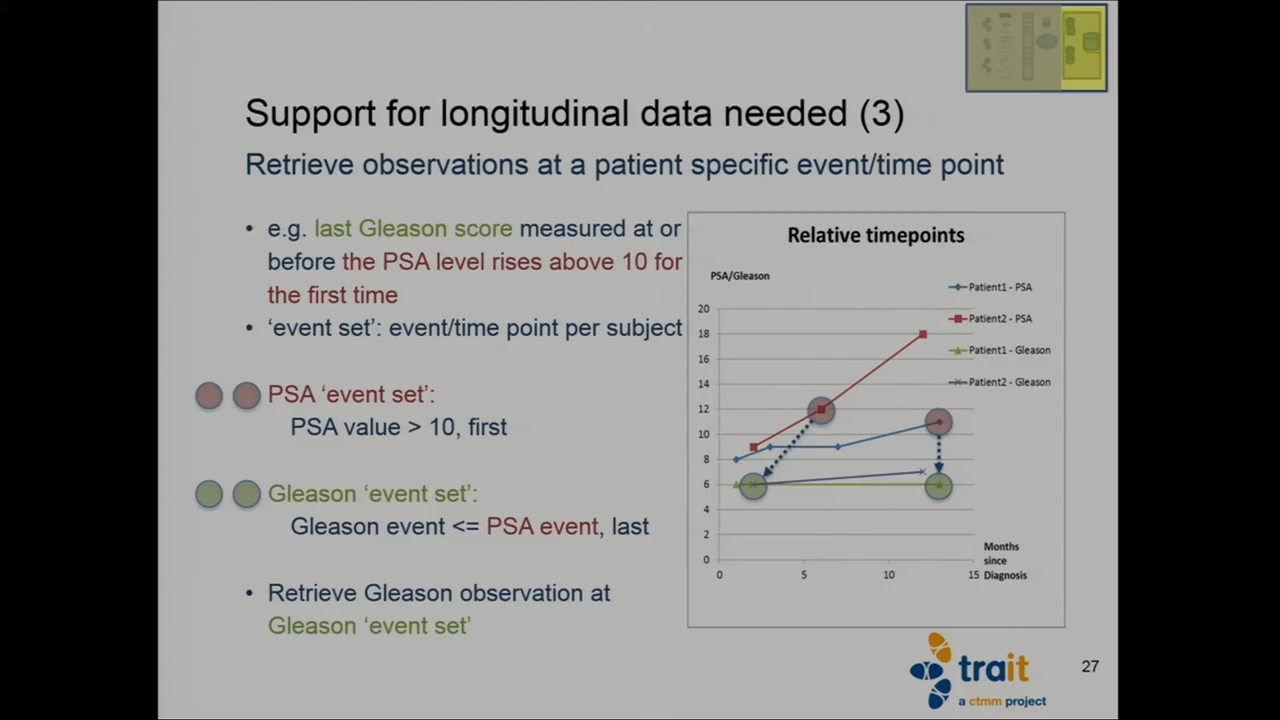 Support for longitudinal data needed (3)
Retrieve observations at a patient specific event/time point
• e.g. last Gleason score measured at or
before the PSA level rises above 10 for
the first time
• ‘event set’: event/time point per subject
PSA ‘event set’:
PSA value > 10, first
Gleason ‘event set’:
Gleason event <= PSA event, last
• Retrieve Gleason observation at
Gleason ‘event set’
Relative timepoints
PSA/Gleason
Patient1 - PSA
Patient2 - PSA
Patient1 - Gleason
Patient2 - Gleason
20
18
16
14
12
10
8
6
4
2
0
0 5 10 15
Months
since
Diagnosis
trait
a ctmm project
27